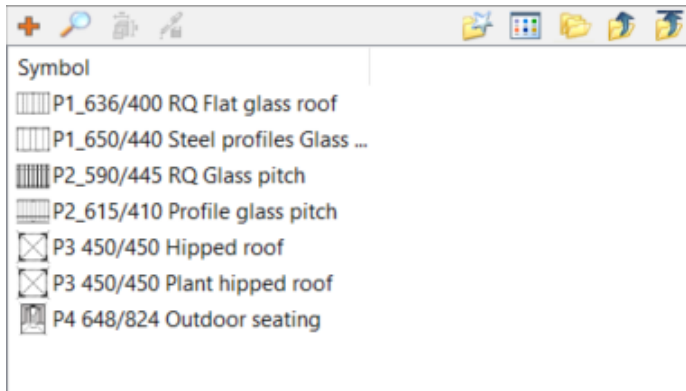 Symbol
P1_636/400 RQ Flat glass roof
P1_650/440 Steel profiles Glass ...
P2_590/445 RQ Glass pitch
P2_615/410 Profile glass pitch
P3 450/450 Hipped roof
P3 450/450 Plant hipped roof
P4 648/824 Outdoor seating